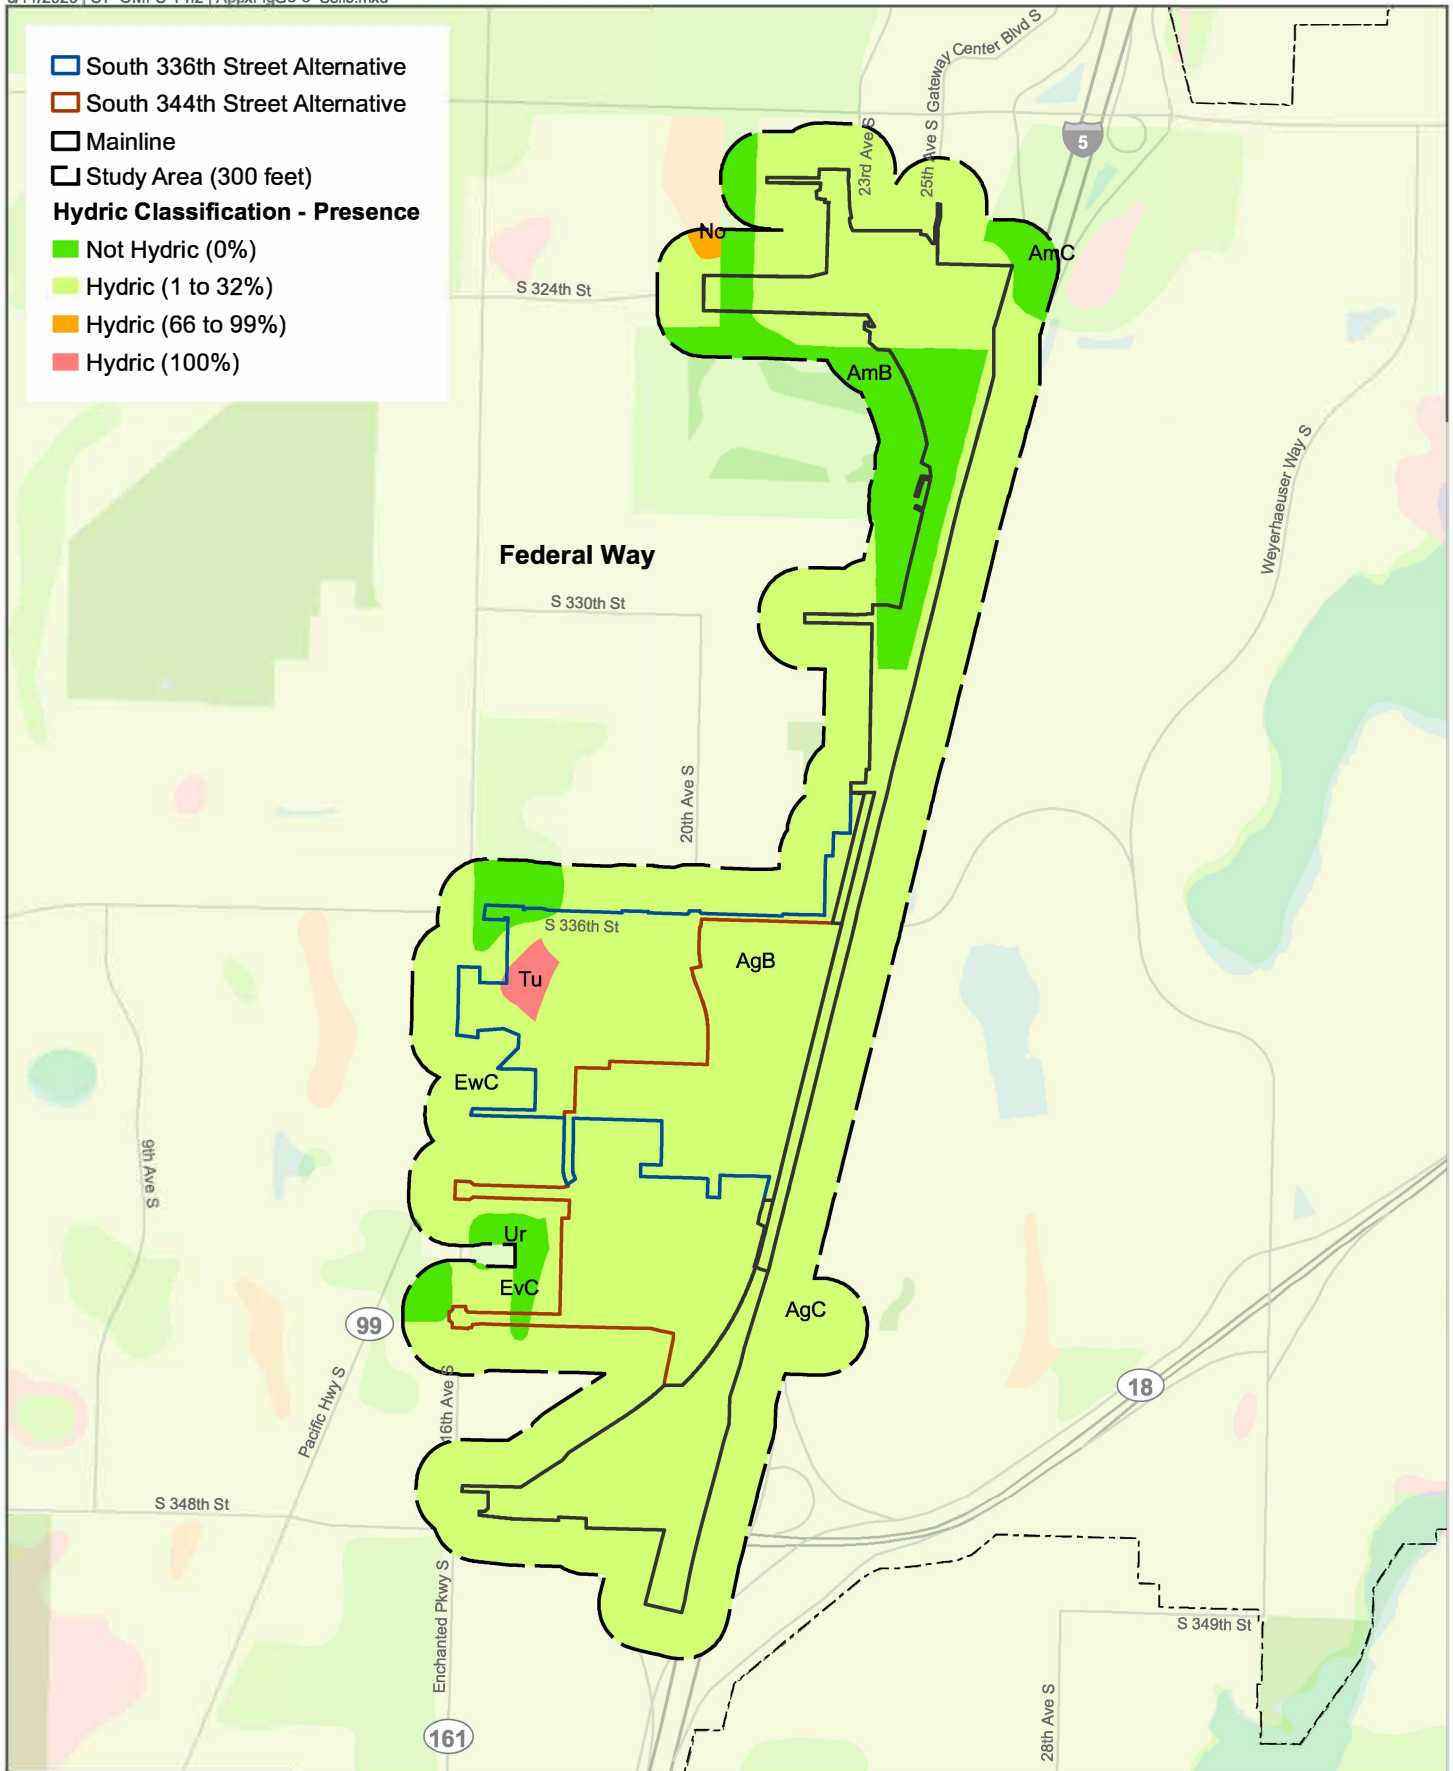 South 336th Street Alternative
South 344th Street Alternative
Mainline
Study Area (300 feet)
Hydric Classification - Presence
Not Hydric (0%)
Hydric (1 to 32%)
Hydric (66 to 99%)
Hydric (100%)
Gateway Center Blvd S
5
23rd Ave S
25th Ave S
No
AmC
S 324th St
AmB
Weyerhaeuser Way S
Federal Way
S 330th St
20th Ave S
S 336th St
AgB
Tu
EwC
9th Ave S
Ur
EvC
AgC
99
18
Pacific Hwy S
16th Ave S
S 348th St
Enchanted Pkwy S
S 349th St
28th Ave S
161